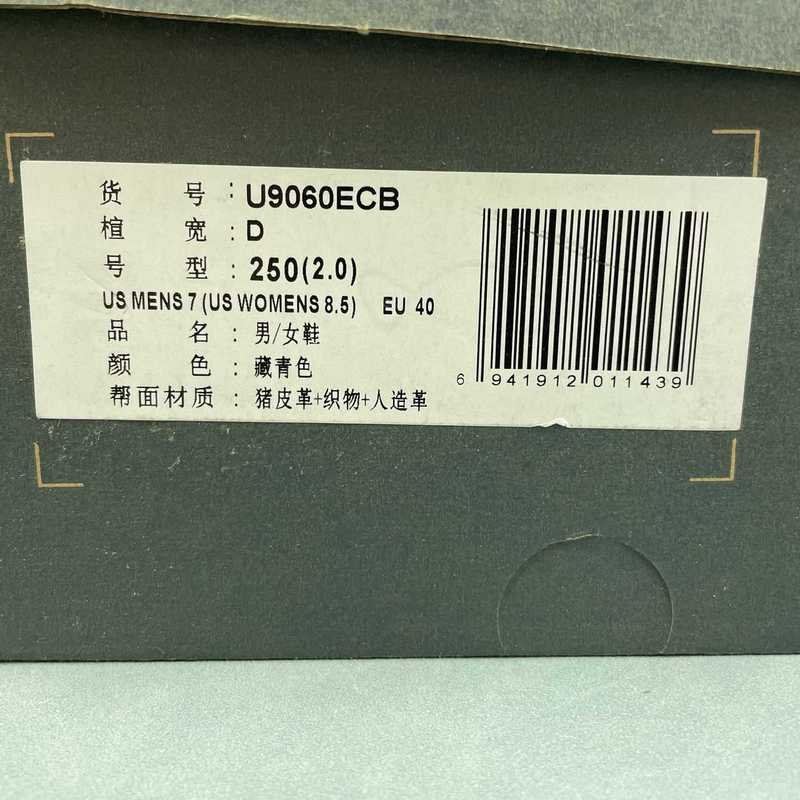 货 号 : U9060ECB
楦 宽 : D
号 型 : 250(2.0)
US MENS 7 (US WOMENS 8.5) EU 40
品 名 : 男/女鞋
颜 色 : 藏青色
帮面材质 : 猪皮革+织物+人造革
6 941912 011439